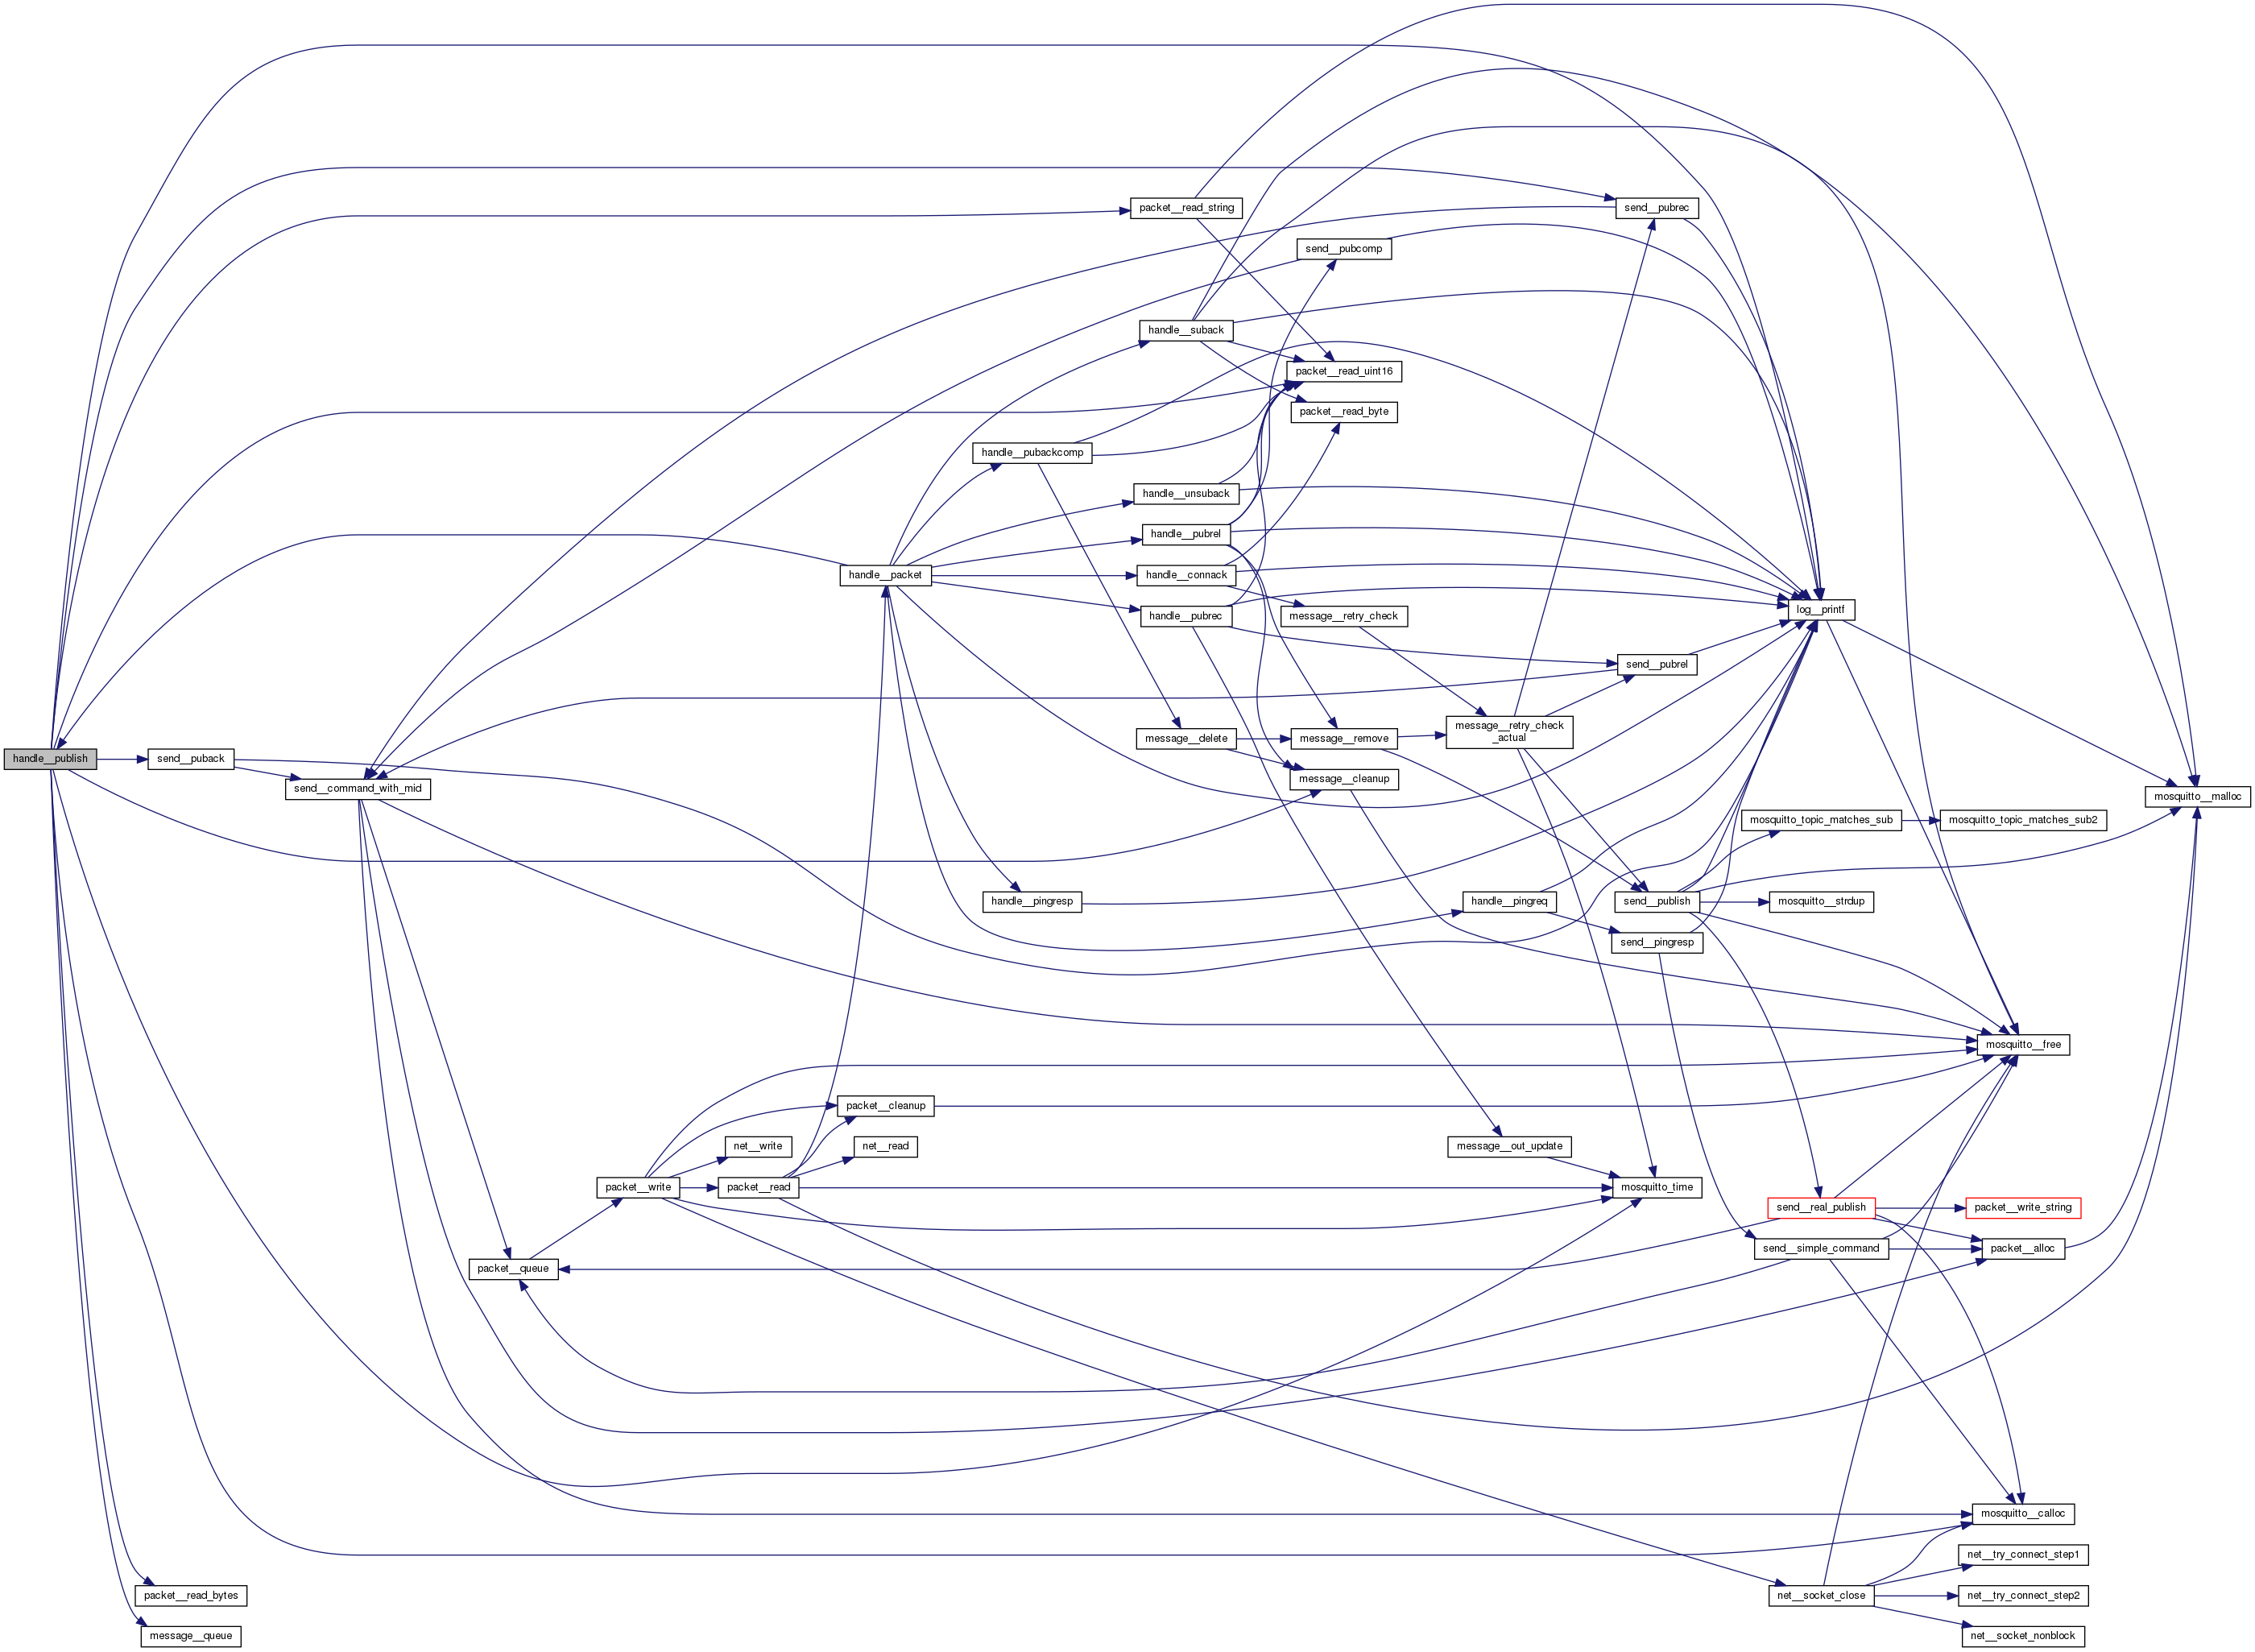 packet__read_string
send__pubrec
send__pubcomp
handle__suback
packet__read_uint16
packet__read_byte
handle__pubackcomp
handle__unsuback
handle__pubrel
handle__packet
handle__connack
handle__pubrec
message__retry_check
log__printf
send__pubrel
message__retry_check
_actual
message__delete
message__remove
handle__publish
send__puback
message__cleanup
send__command_with_mid
mosquitto__malloc
mosquitto_topic_matches_sub
mosquitto_topic_matches_sub2
handle__pingresp
handle__pingreq
send__publish
mosquitto__strdup
send__pingresp
mosquitto__free
packet__cleanup
net__write
net__read
message__out_update
packet__write
packet__read
mosquitto_time
send__real_publish
packet__write_string
send__simple_command
packet__alloc
packet__queue
mosquitto__calloc
net__try_connect_step1
packet__read_bytes
net__socket_close
net__try_connect_step2
message__queue
net__socket_nonblock